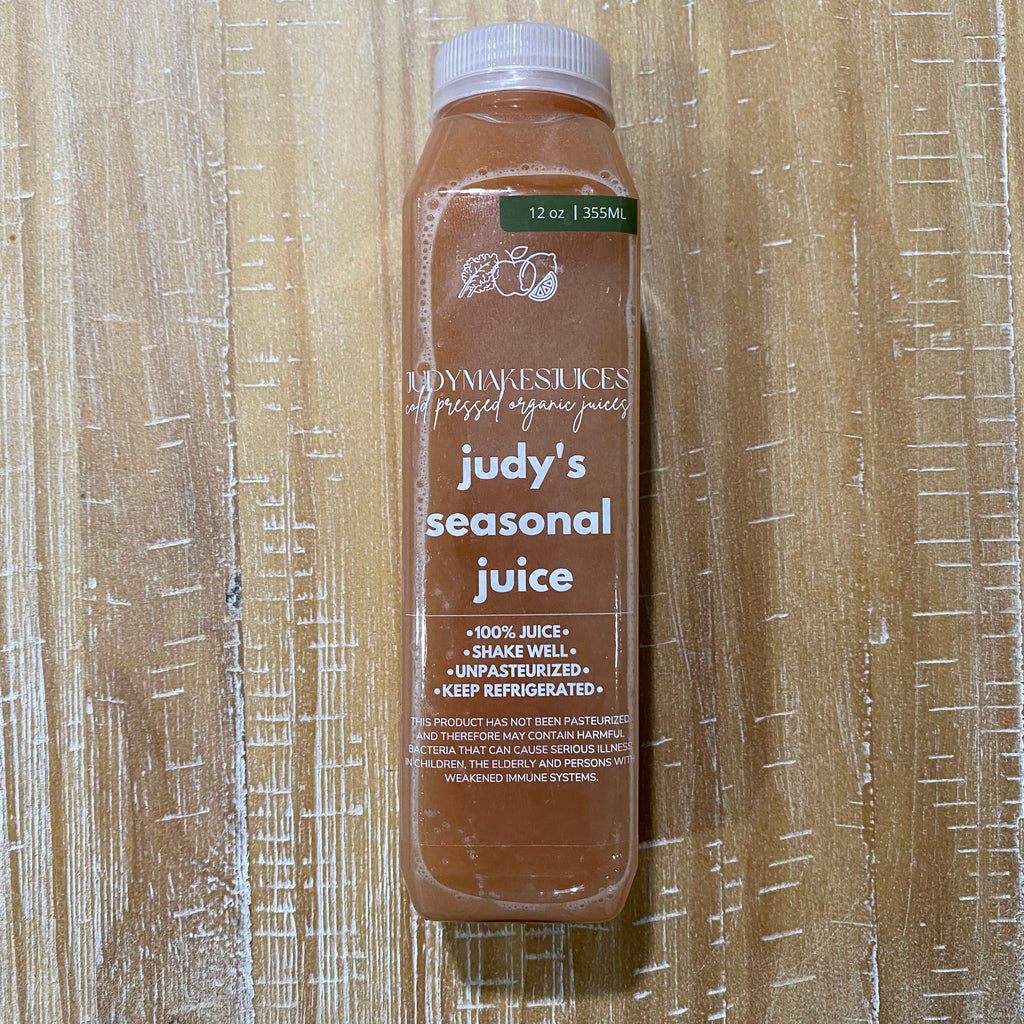 12 oz | 355ML
JUDYMAKESJUICES
cold pressed organic juices
judy's
seasonal
juice
•100% JUICE•
•SHAKE WELL•
•UNPASTEURIZED•
•KEEP REFRIGERATED•
THIS PRODUCT HAS NOT BEEN PASTEURIZED
AND THEREFORE MAY CONTAIN HARMFUL
BACTERIA THAT CAN CAUSE SERIOUS ILLNESS
IN CHILDREN, THE ELDERLY AND PERSONS WITH
WEAKENED IMMUNE SYSTEMS.